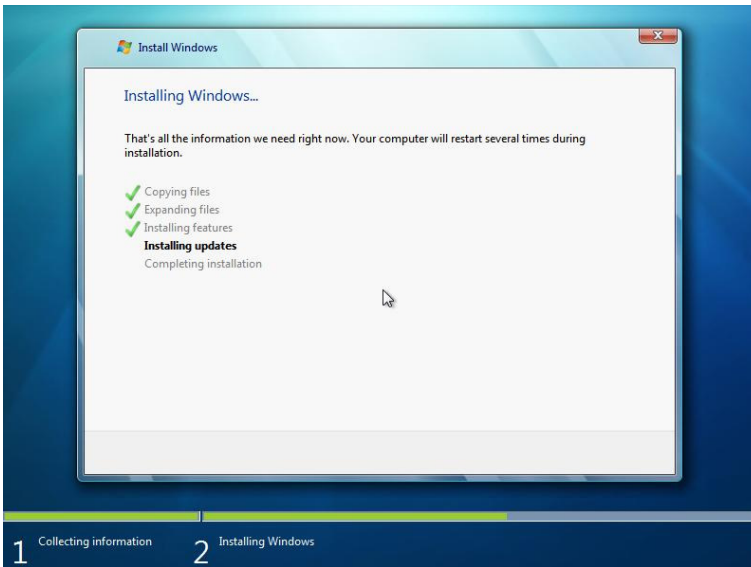 Install Windows
Installing Windows...
That's all the information we need right now. Your computer will restart several times during
installation.
Copying files
Expanding files
Installing features
Installing updates
Completing installation
1 Collecting information
2 Installing Windows